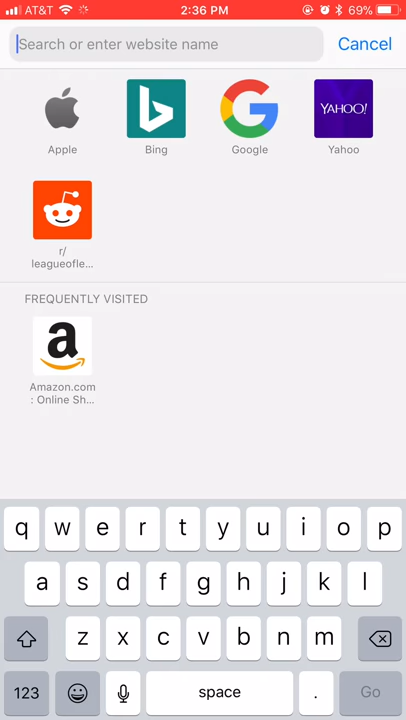 AT&T 2:36 PM 69%
Search or enter website name Cancel
YAHOO!
Apple Bing Google Yahoo
r/
leagueofle...
FREQUENTLY VISITED
a
Amazon.com
: Online Sh...
q w e r t y u i o p
a s d f g h j k l
z x c v b n m
123 space . Go